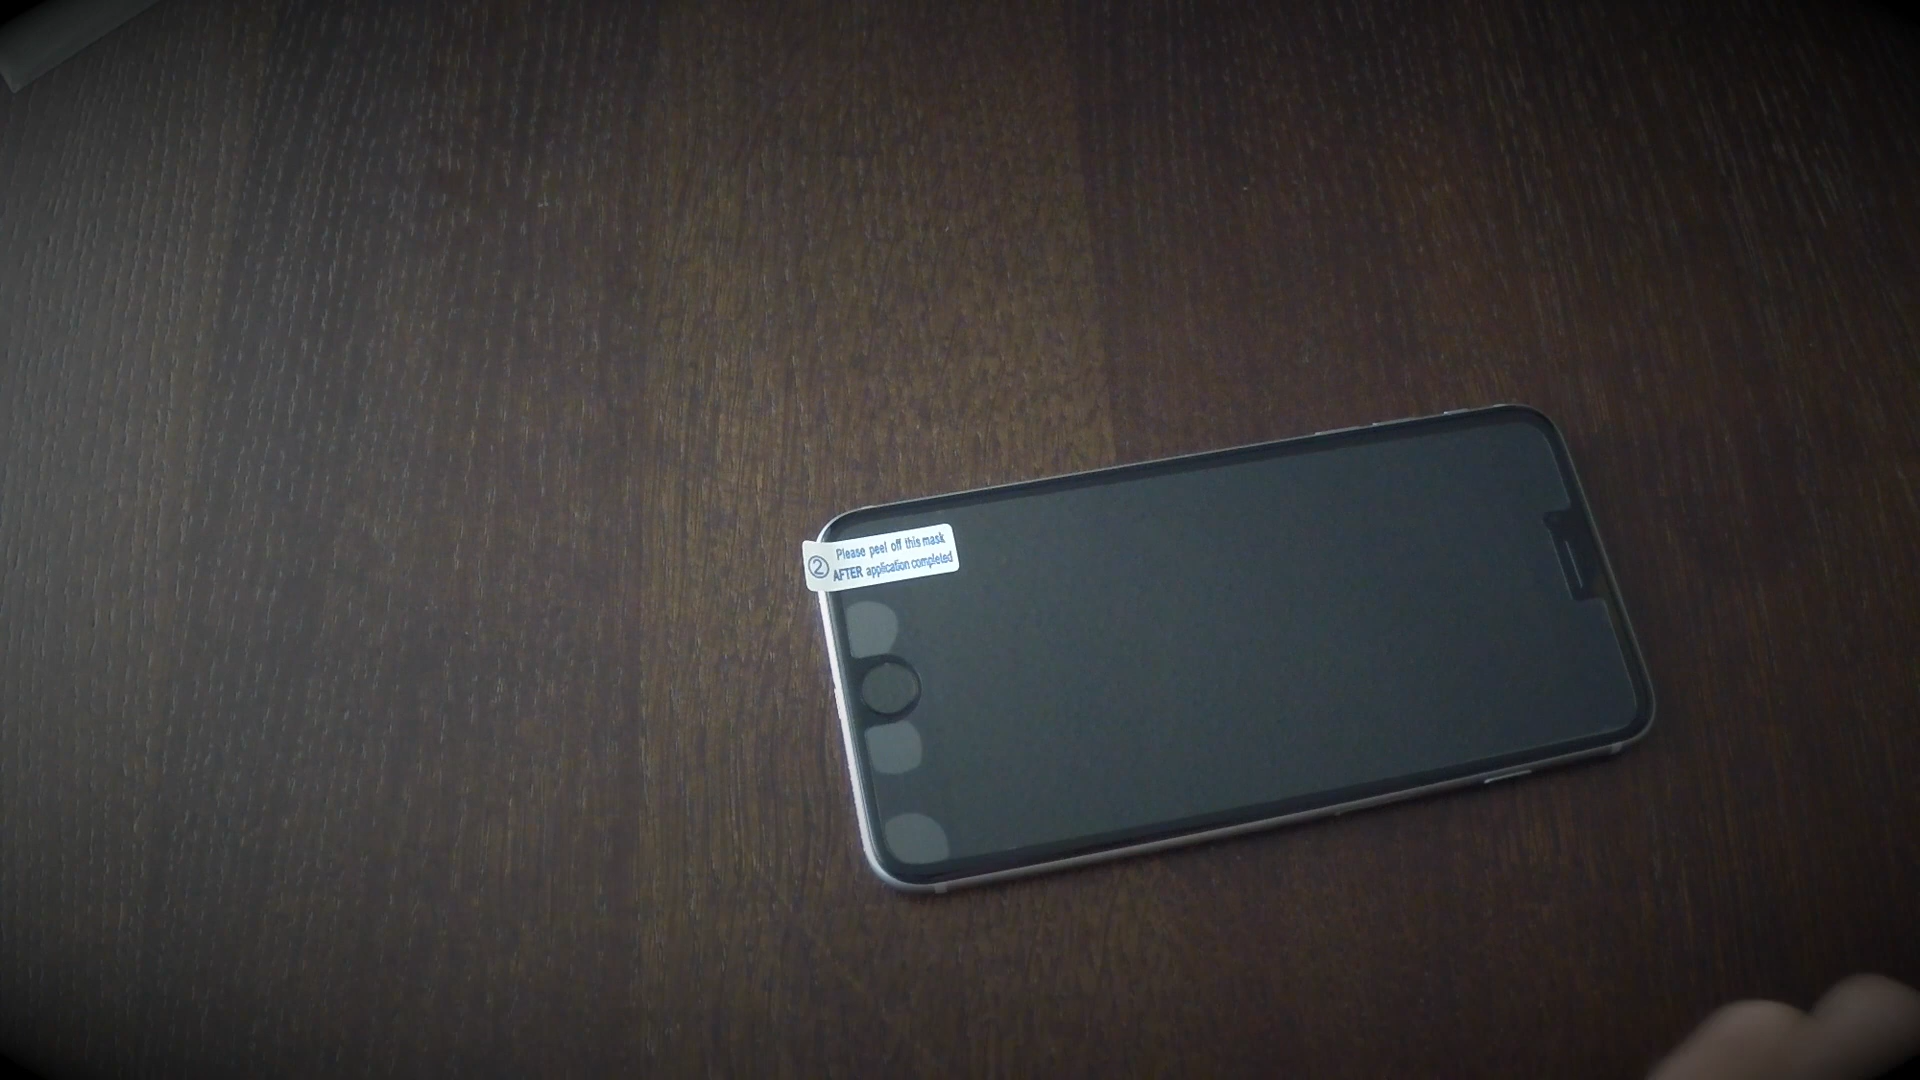 ② Please peel off this mask
AFTER application completed